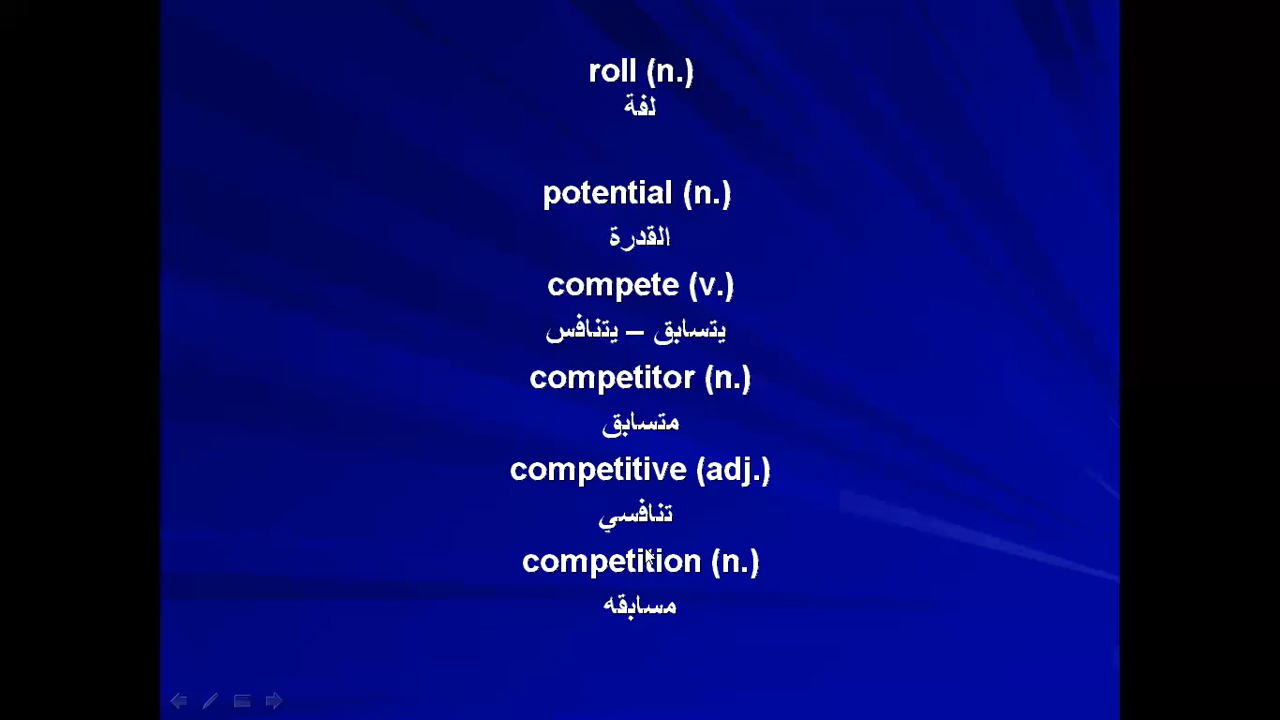 roll (n.)
لفة
potential (n.)
القدرة
compete (v.)
يتسابق – يتنافس
competitor (n.)
متسابق
competitive (adj.)
تنافسي
competition (n.)
مسابقه